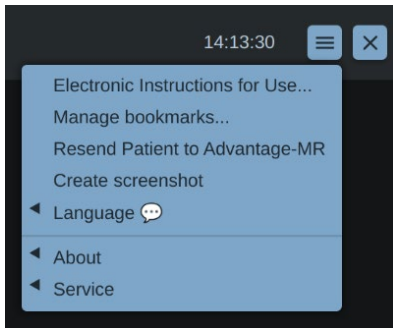 14:13:30
Electronic Instructions for Use...
Manage bookmarks...
Resend Patient to Advantage-MR
Create screenshot
Language 💬
About
Service